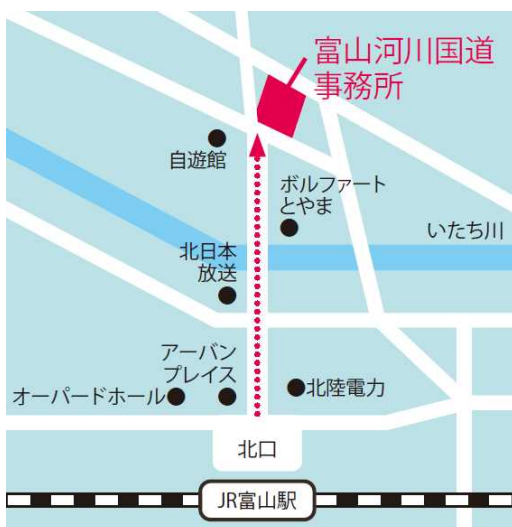 富山河川国道
事務所
自遊館
ボルファート
とやま
いたち川
北日本
放送
アーバン
プレイス
オーパードホール
北陸電力
北口
JR富山駅